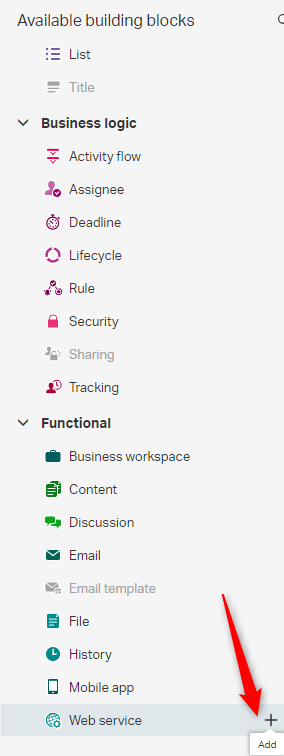 Available building blocks
List
Title
Business logic
Activity flow
Assignee
Deadline
Lifecycle
Rule
Security
Sharing
Tracking
Functional
Business workspace
Content
Discussion
Email
Email template
File
History
Mobile app
Web service
Add